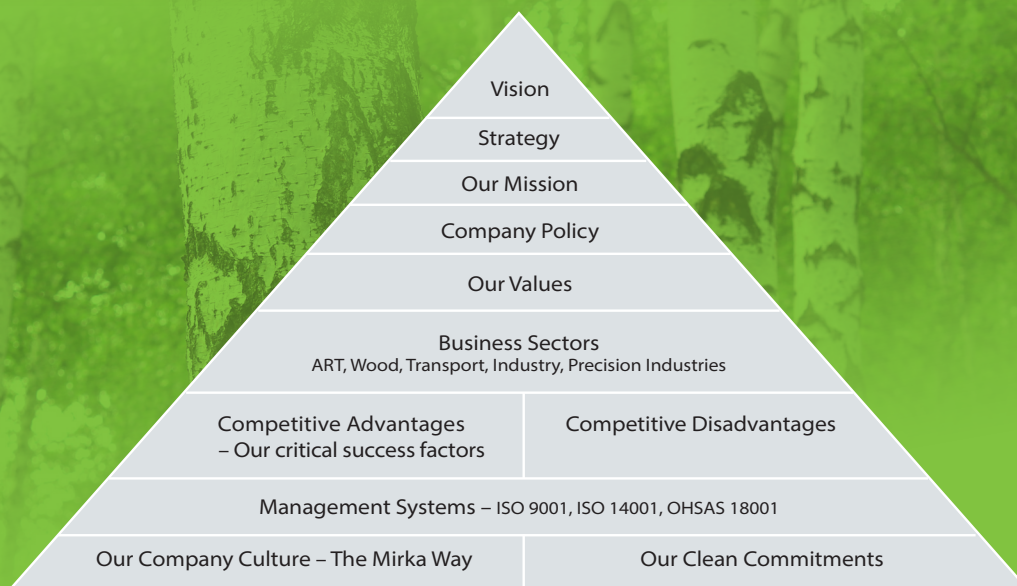 Vision
Strategy
Our Mission
Company Policy
Our Values
Business Sectors
ART, Wood, Transport, Industry, Precision Industries
Competitive Advantages
– Our critical success factors
Competitive Disadvantages
Management Systems – ISO 9001, ISO 14001, OHSAS 18001
Our Company Culture – The Mirka Way
Our Clean Commitments